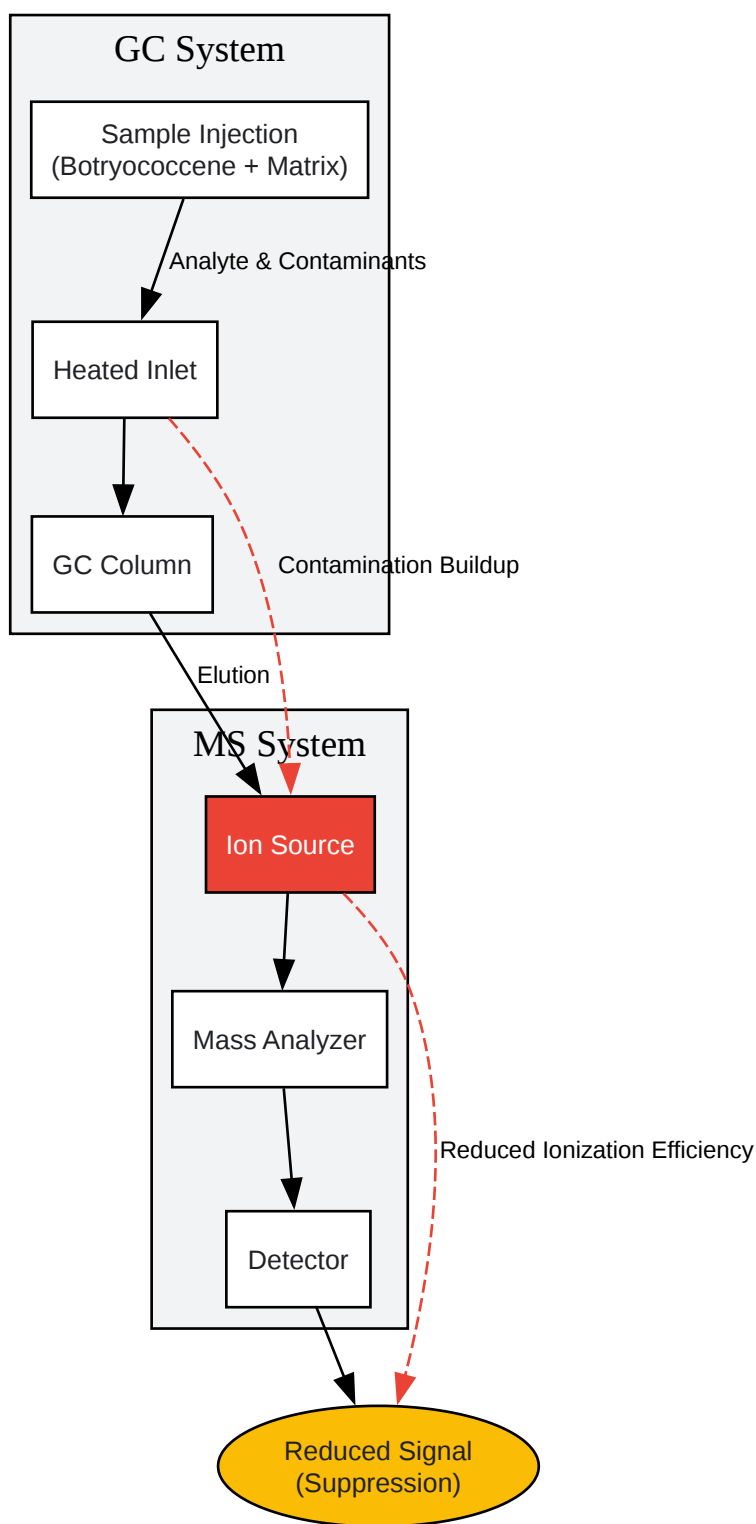 GC System
Sample Injection
(Botryococcene + Matrix)
Analyte & Contaminants
Heated Inlet
GC Column
Contamination Buildup
Elution
MS System
Ion Source
Mass Analyzer
Reduced Ionization Efficiency
Detector
Reduced Signal
(Suppression)